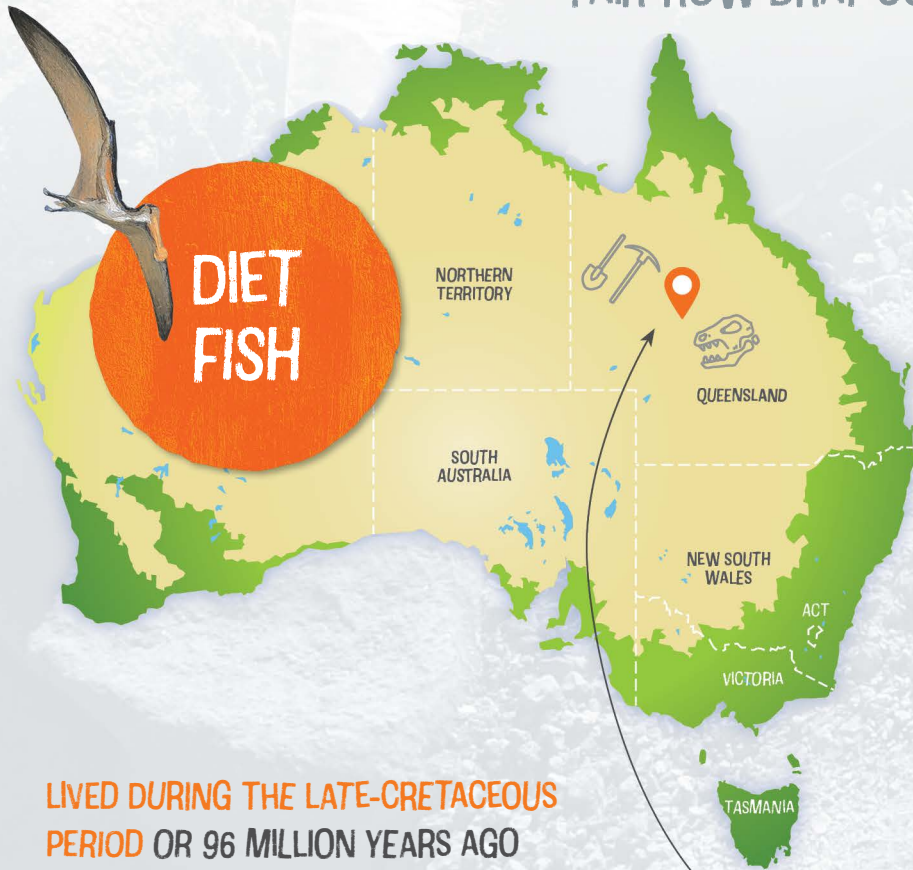 DIET
FISH
NORTHERN
TERRITORY
QUEENSLAND
SOUTH
AUSTRALIA
NEW SOUTH
WALES
ACT
VICTORIA
TASMANIA
LIVED DURING THE LATE-CRETACEOUS
PERIOD OR 96 MILLION YEARS AGO